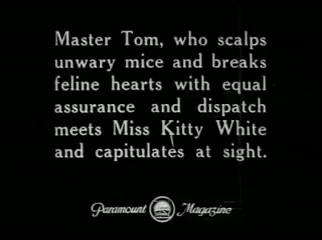 Master Tom, who scalps
unwary mice and breaks
feline hearts with equal
assurance and dispatch
meets Miss Kitty White
and capitulates at sight.
Paramount Magazine